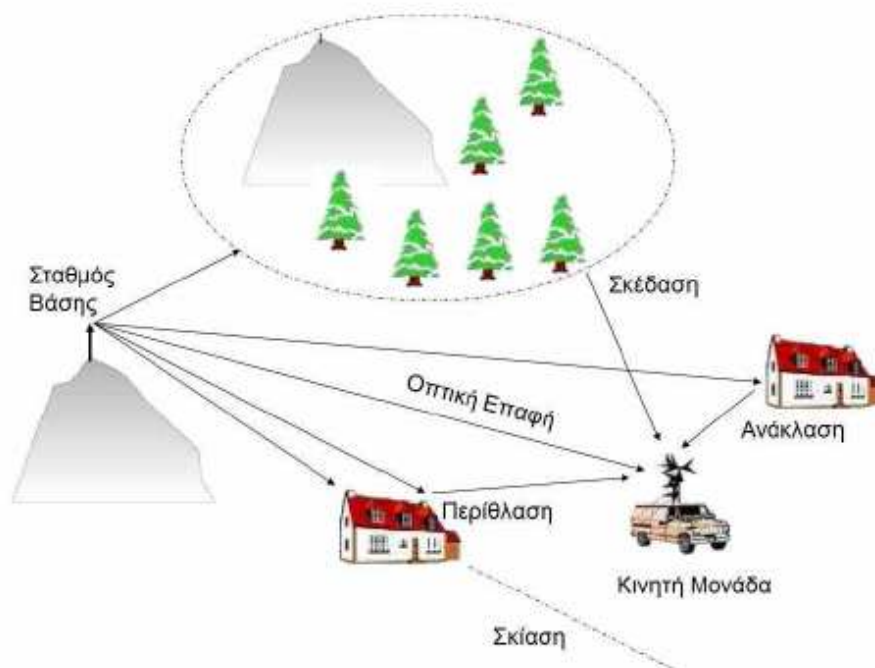 Σταθμός
Βάσης
Σκέδαση
Οπτική Επαφή
Ανάκλαση
Περίθλαση
Κινητή Μονάδα
Σκίαση